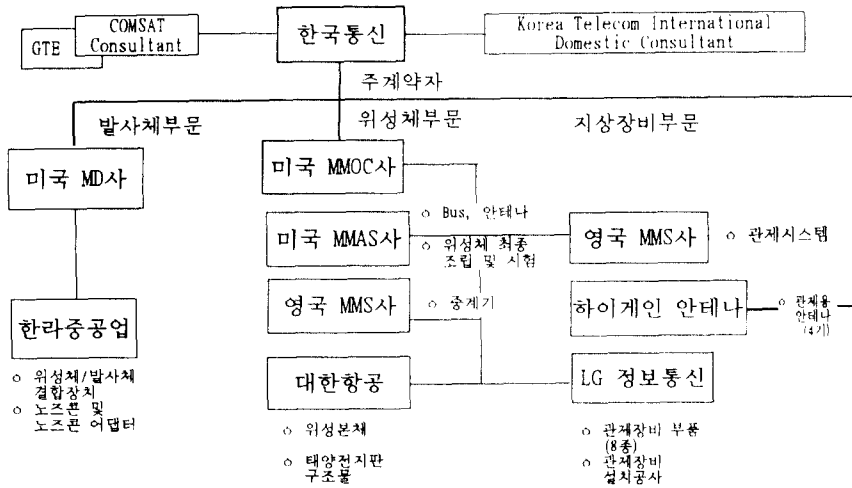 GTE
COMSAT
Consultant
한국통신
Korea Telecom International
Domestic Consultant
주계약자
발사체부문
위성체부문
지상장비부문
미국 MD사
미국 MMOC사
○ Bus, 안테나
미국 MMAS사
○ 위성체 최종
조립 및 시험
영국 MMS사
○ 관제시스템
영국 MMS사
○ 중계기
하이게인 안테나
○ 관제용
안테나
(4기)
한라중공업
○ 위성체/발사체
결합장치
○ 노즈콘 및
노즈콘 어댑터
대한항공
LG 정보통신
○ 위성본체
○ 태양전지판
구조물
○ 관제장비 부품
(8종)
○ 관제장비
설치공사